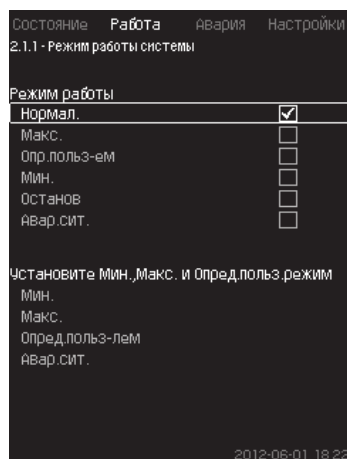 Состояние Работа Авария Настройки
2.1.1 - Режим работы системы
Режим работы
Нормал.
Макс.
Опр.польз-ем
Мин.
Останов
Авар.сит.
Установите Мин.,Макс. и Опред.польз.режим
Мин.
Макс.
Опред.польз-лем
Авар.сит.
2012-06-01 18:22